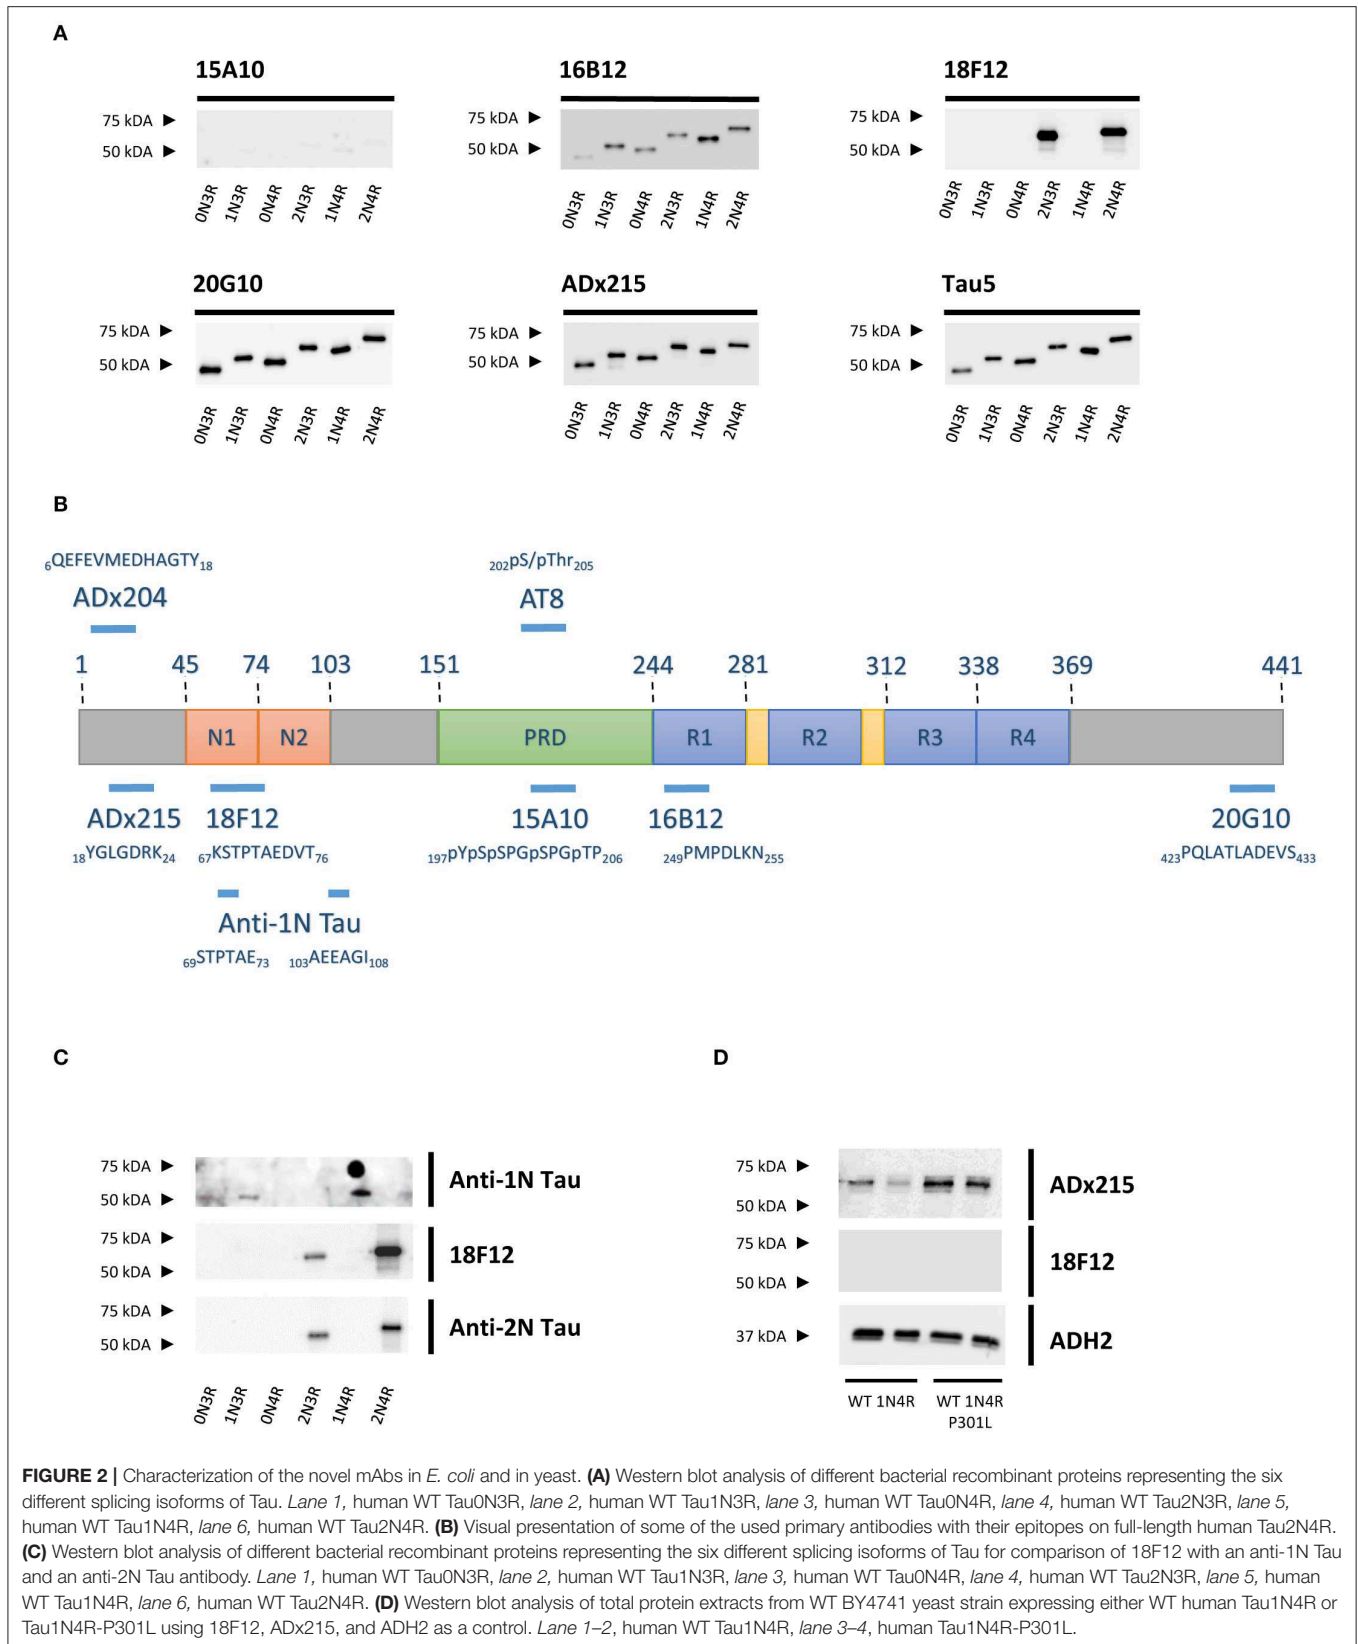 A
15A10
16B12
18F12
75 kDA ►
50 kDA ►
0N3R 1N3R 0N4R 2N3R 1N4R 2N4R
75 kDA ►
50 kDA ►
0N3R 1N3R 0N4R 2N3R 1N4R 2N4R
75 kDA ►
50 kDA ►
0N3R 1N3R 0N4R 2N3R 1N4R 2N4R
20G10
ADx215
Tau5
75 kDA ►
50 kDA ►
0N3R 1N3R 0N4R 2N3R 1N4R 2N4R
75 kDA ►
50 kDA ►
0N3R 1N3R 0N4R 2N3R 1N4R 2N4R
75 kDA ►
50 kDA ►
0N3R 1N3R 0N4R 2N3R 1N4R 2N4R
B
₆QEFEVMEDHAGTY₁₈
₂₀₂pS/pThr₂₀₅
ADx204
AT8
1 45 74 103 151 244 281 312 338 369 441
N1 N2 PRD R1 R2 R3 R4
ADx215 18F12 15A10 16B12 20G10
₁₈YGLGDRK₂₄ ₆₇KSTPTAEDVT₇₆ ₁₉₇pYpSpSPGpSPGpTP₂₀₆ ₂₄₉PMPDLKN₂₅₅ ₄₂₃PQLATLADEVS₄₃₃
Anti-1N Tau
₆₉STPTAE₇₃ ₁₀₃AEEAGI₁₀₈
C
75 kDA ►
50 kDA ►
Anti-1N Tau
75 kDA ►
50 kDA ►
18F12
75 kDA ►
50 kDA ►
Anti-2N Tau
0N3R 1N3R 0N4R 2N3R 1N4R 2N4R
D
75 kDA ►
50 kDA ►
ADx215
75 kDA ►
50 kDA ►
18F12
37 kDA ►
ADH2
WT 1N4R
WT 1N4R
P301L
FIGURE 2 | Characterization of the novel mAbs in E. coli and in yeast. (A) Western blot analysis of different bacterial recombinant proteins representing the six
different splicing isoforms of Tau. Lane 1, human WT Tau0N3R, lane 2, human WT Tau1N3R, lane 3, human WT Tau0N4R, lane 4, human WT Tau2N3R, lane 5,
human WT Tau1N4R, lane 6, human WT Tau2N4R. (B) Visual presentation of some of the used primary antibodies with their epitopes on full-length human Tau2N4R.
(C) Western blot analysis of different bacterial recombinant proteins representing the six different splicing isoforms of Tau for comparison of 18F12 with an anti-1N Tau
and an anti-2N Tau antibody. Lane 1, human WT Tau0N3R, lane 2, human WT Tau1N3R, lane 3, human WT Tau0N4R, lane 4, human WT Tau2N3R, lane 5, human
WT Tau1N4R, lane 6, human WT Tau2N4R. (D) Western blot analysis of total protein extracts from WT BY4741 yeast strain expressing either WT human Tau1N4R or
Tau1N4R-P301L using 18F12, ADx215, and ADH2 as a control. Lane 1–2, human WT Tau1N4R, lane 3–4, human Tau1N4R-P301L.